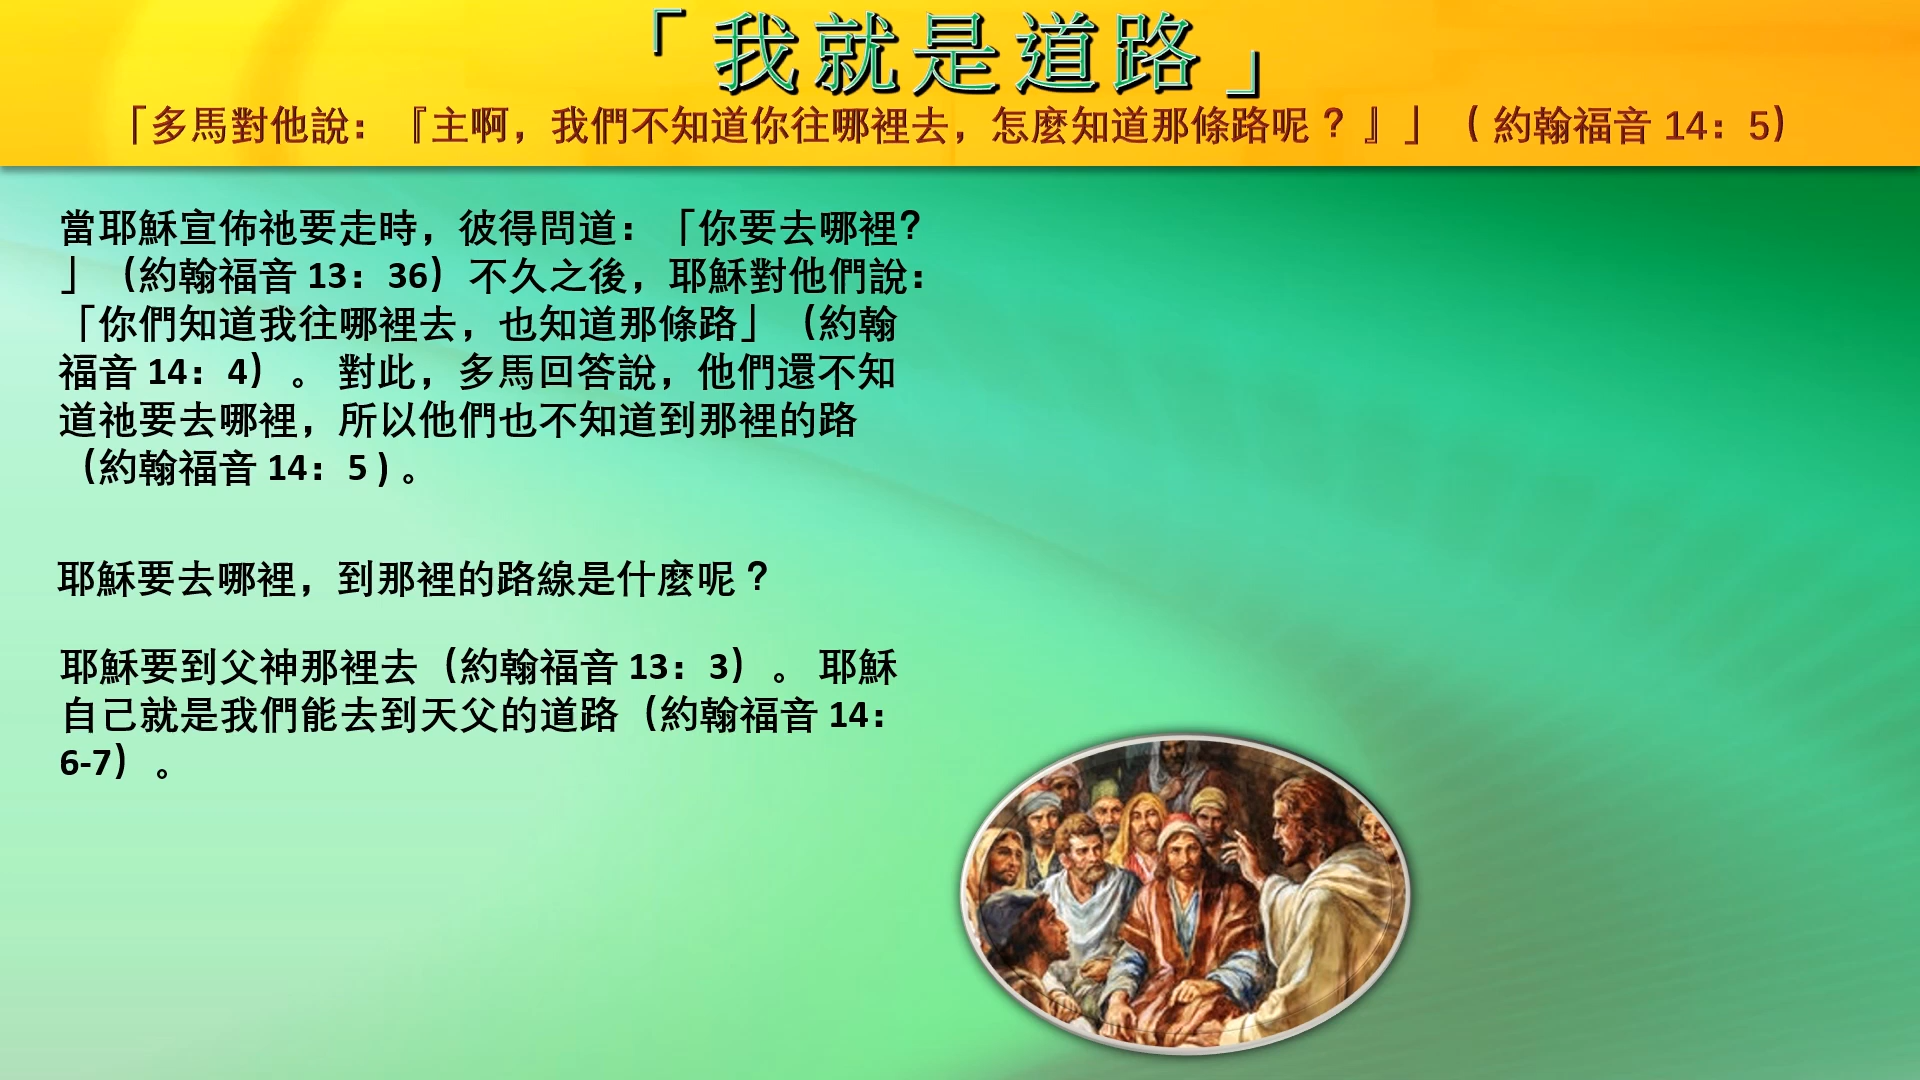 「我就是道路」
「多馬對他說：『主啊，我們不知道你往哪裡去，怎麼知道那條路呢？』」（ 約翰福音 14：5）
當耶穌宣佈祂要走時，彼得問道：「你要去哪裡?
」（約翰福音 13：36）不久之後，耶穌對他們說：
「你們知道我往哪裡去，也知道那條路」（約翰
福音 14：4）。 對此，多馬回答說，他們還不知
道祂要去哪裡，所以他們也不知道到那裡的路
（約翰福音 14：5 ) 。
耶穌要去哪裡，到那裡的路線是什麼呢？
耶穌要到父神那裡去（約翰福音 13：3）。 耶穌
自己就是我們能去到天父的道路（約翰福音 14：
6-7）。